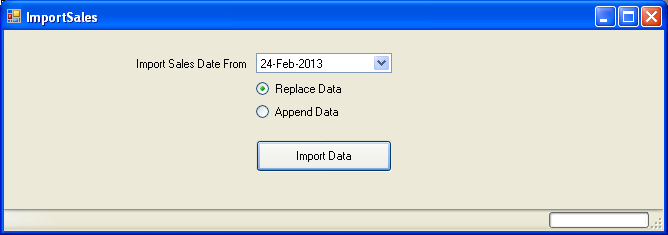 ImportSales
Import Sales Date From 24-Feb-2013
Replace Data
Append Data
Import Data